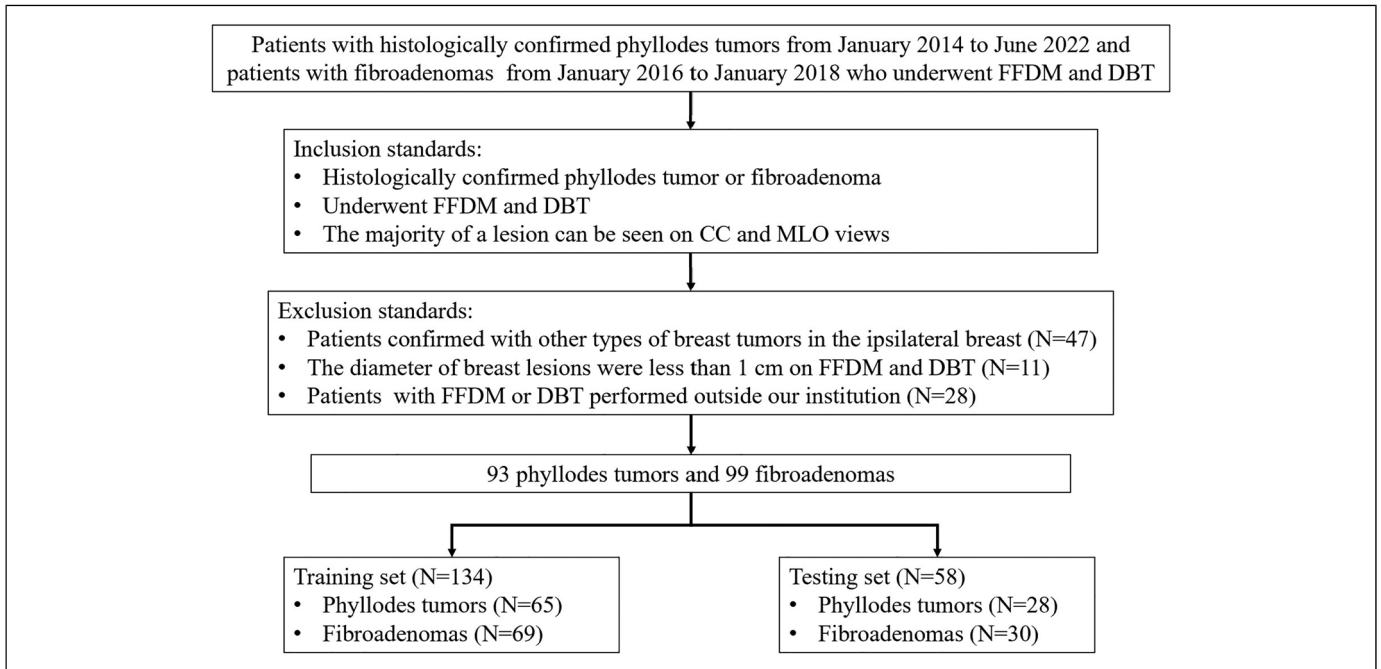 Patients with histologically confirmed phyllodes tumors from January 2014 to June 2022 and
patients with fibroadenomas from January 2016 to January 2018 who underwent FFDM and DBT
Inclusion standards:
• Histologically confirmed phyllodes tumor or fibroadenoma
• Underwent FFDM and DBT
• The majority of a lesion can be seen on CC and MLO views
Exclusion standards:
• Patients confirmed with other types of breast tumors in the ipsilateral breast (N=47)
• The diameter of breast lesions were less than 1 cm on FFDM and DBT (N=11)
• Patients with FFDM or DBT performed outside our institution (N=28)
93 phyllodes tumors and 99 fibroadenomas
Training set (N=134)
• Phyllodes tumors (N=65)
• Fibroadenomas (N=69)
Testing set (N=58)
• Phyllodes tumors (N=28)
• Fibroadenomas (N=30)